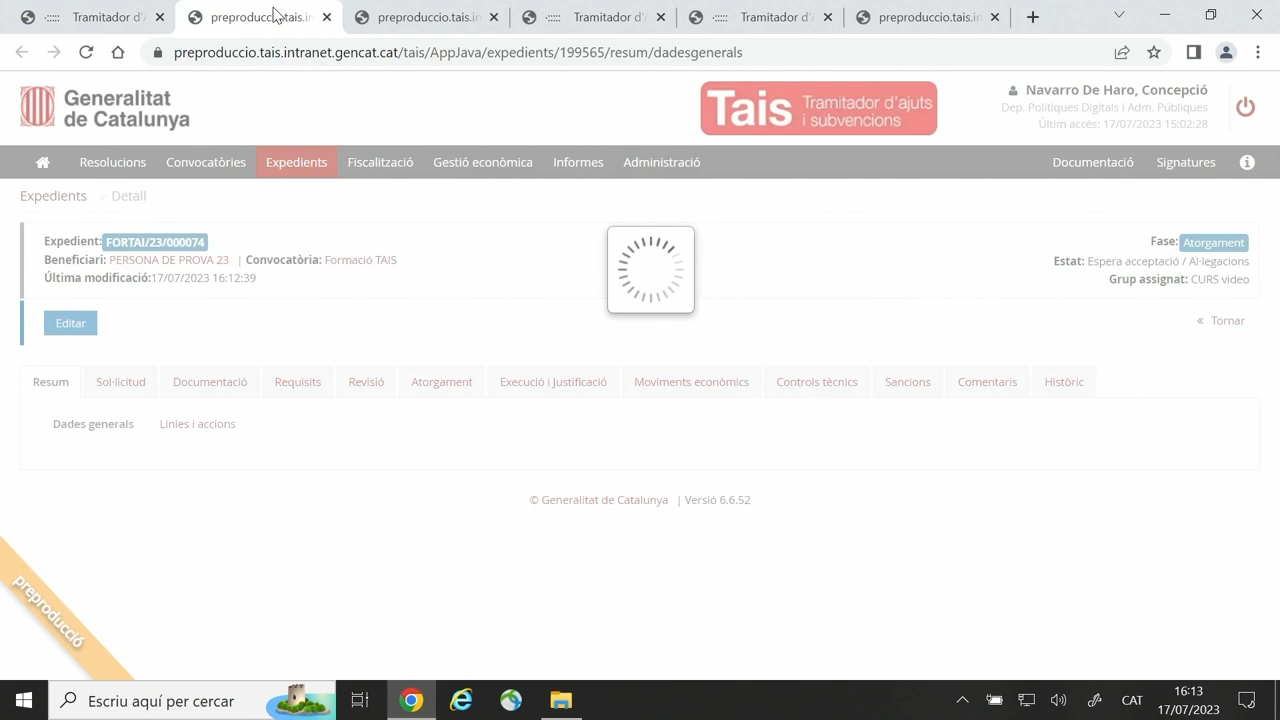 ::::: Tramitador d'A
preproduccio.tais.in
preproduccio.tais.in
::::: Tramitador d'
::::: Tramitador d'
preproduccio.tais.in
preproduccio.tais.intranet.gencat.cat/tais/AppJava/expedients/199565/resum/dadesgenerals
Generalitat
de Catalunya
Tais Tramitador d'ajuts
i subvencions
Navarro De Haro, Concepció
Dep. Polítiques Digitals i Adm. Públiques
Últim accés: 17/07/2023 15:02:28
Resolucions Convocatòries Expedients Fiscalització Gestió econòmica Informes Administració Documentació Signatures
Expedients > Detall
Expedient: FORTAI/23/000074
Beneficiari: PERSONA DE PROVA 23 | Convocatòria: Formació TAIS
Última modificació:17/07/2023 16:12:39
Fase: Atorgament
Estat: Espera acceptació / Al·legacions
Grup assignat: CURS video
Editar
« Tornar
Resum Sol·licitud Documentació Requisits Revisió Atorgament Execució i Justificació Moviments econòmics Controls tècnics Sancions Comentaris Històric
Dades generals Línies i accions
© Generalitat de Catalunya | Versió 6.6.52
preproducció
Escriu aquí per cercar
CAT
16:13
17/07/2023